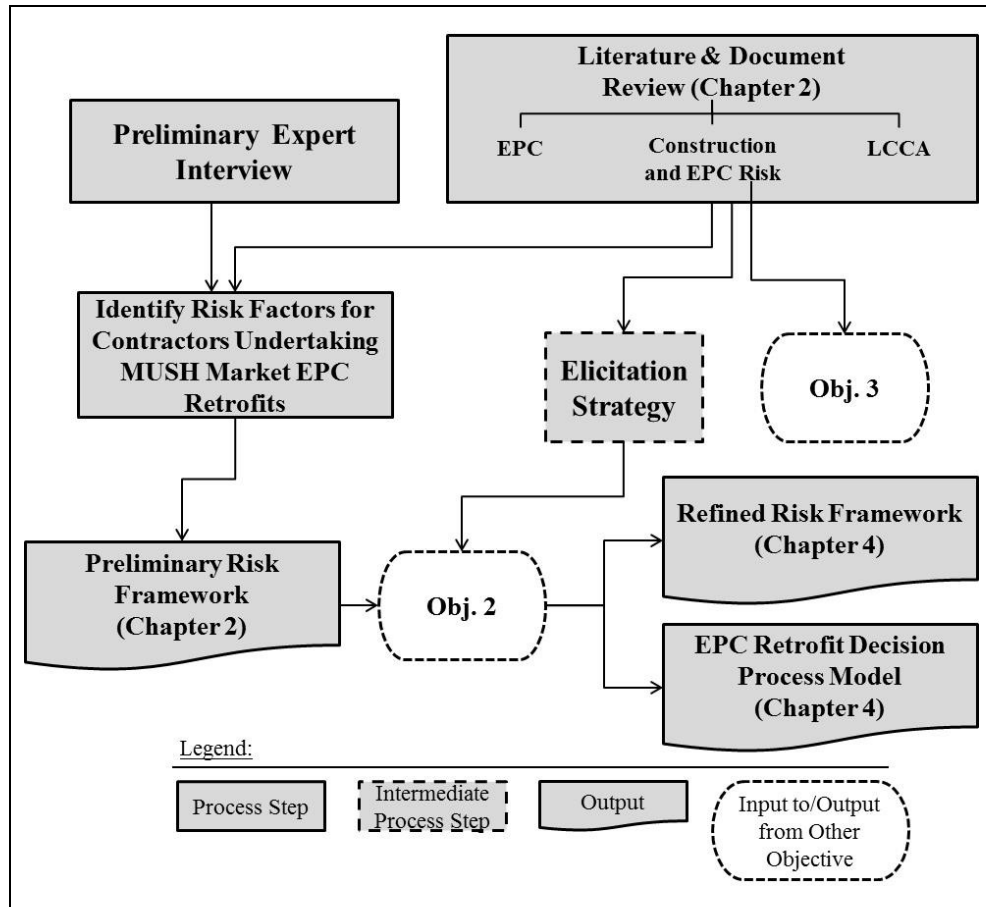 Literature & Document
Review (Chapter 2)
EPC
Construction
and EPC Risk
LCCA
Preliminary Expert
Interview
Identify Risk Factors for
Contractors Undertaking
MUSH Market EPC
Retrofits
Elicitation
Strategy
Obj. 3
Preliminary Risk
Framework
(Chapter 2)
Obj. 2
Refined Risk Framework
(Chapter 4)
EPC Retrofit Decision
Process Model
(Chapter 4)
Legend:
Process Step
Intermediate
Process Step
Output
Input to/Output
from Other
Objective